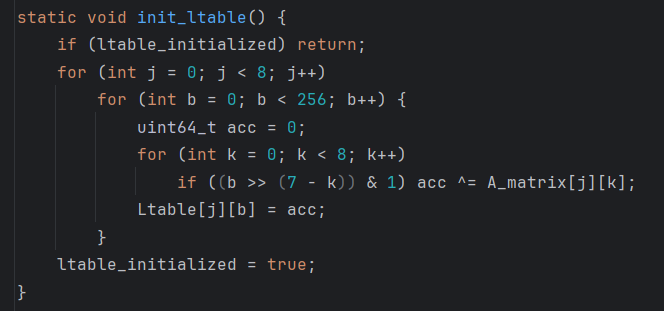 static void init_ltable() {
    if (ltable_initialized) return;
    for (int j = 0; j < 8; j++)
        for (int b = 0; b < 256; b++) {
            uint64_t acc = 0;
            for (int k = 0; k < 8; k++)
                if ((b >> (7 - k)) & 1) acc ^= A_matrix[j][k];
            Ltable[j][b] = acc;
        }
    ltable_initialized = true;
}